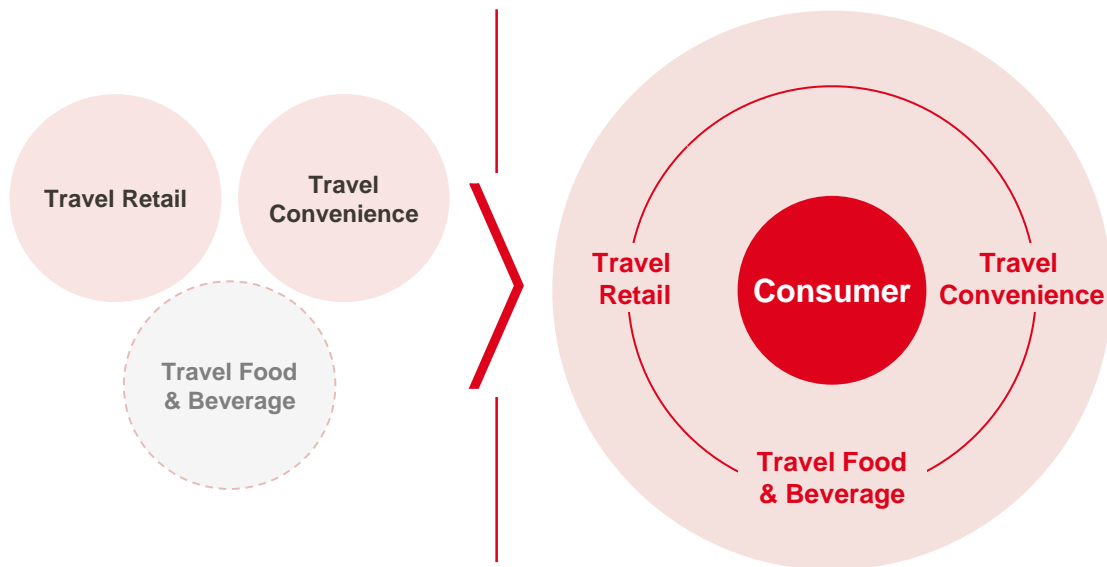 Travel Retail
Travel
Convenience
Travel Food
& Beverage
Travel
Retail
Consumer
Travel
Convenience
Travel Food
& Beverage